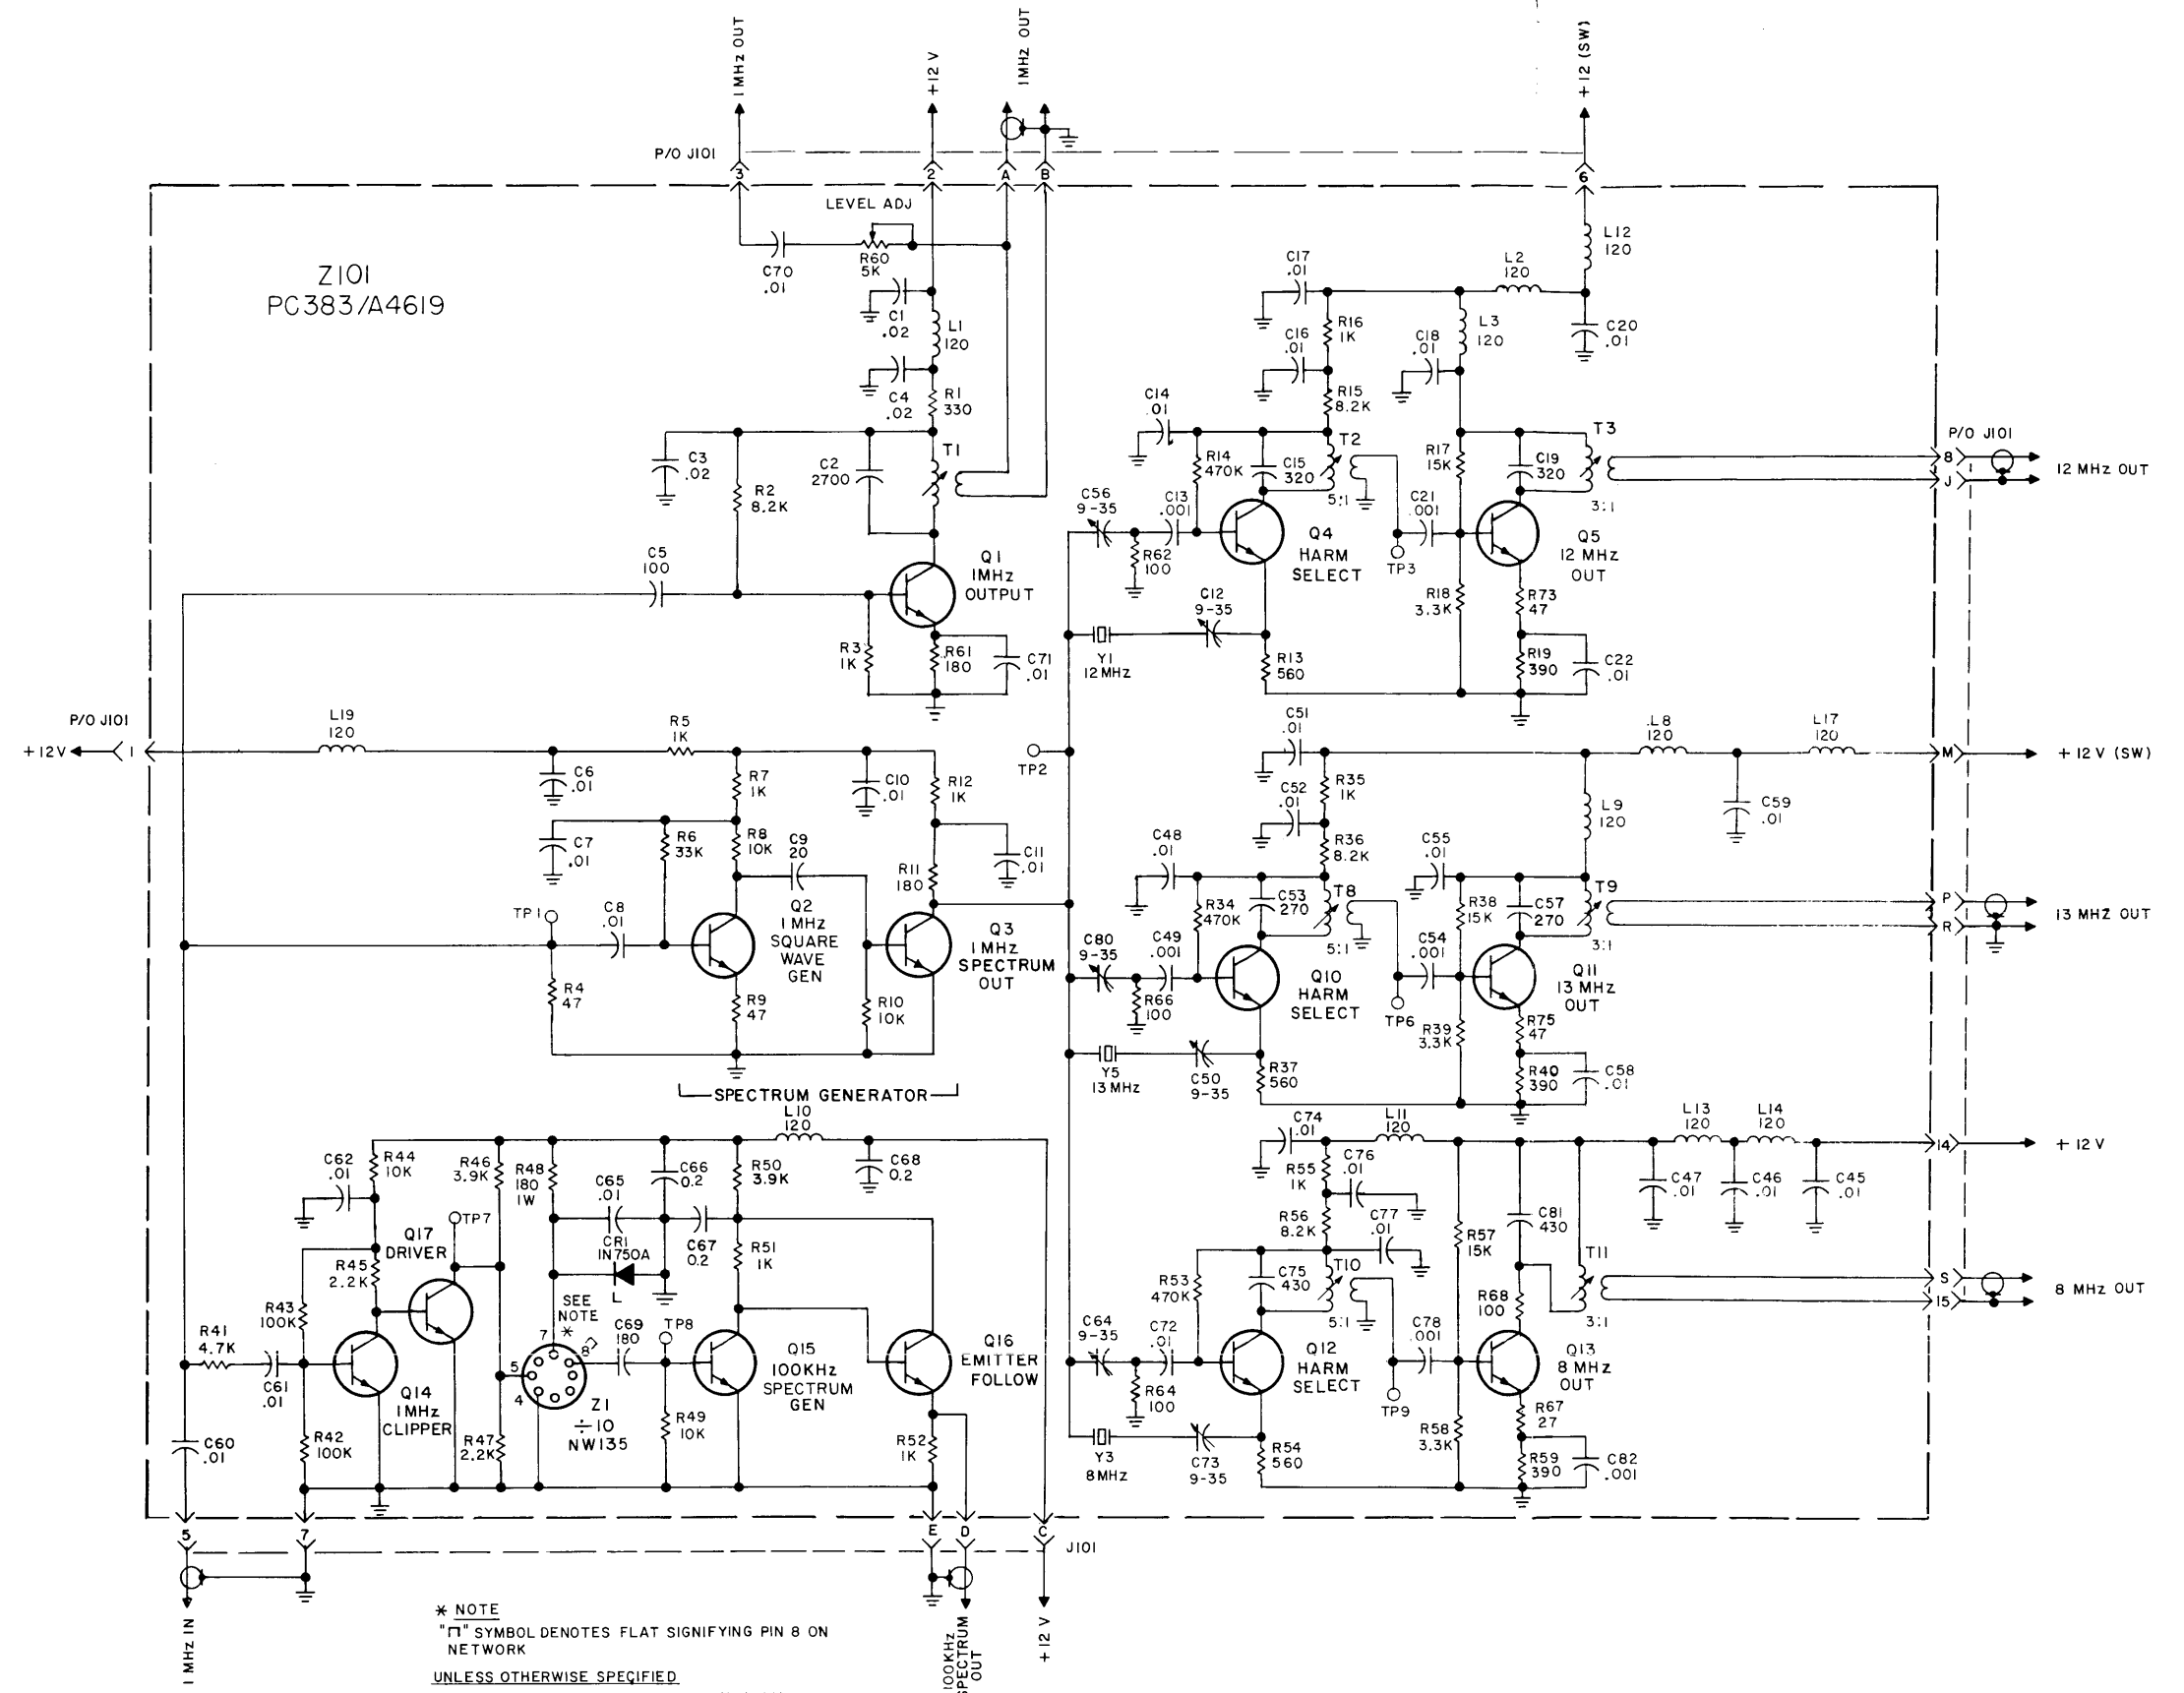 1 MHz OUT
+12 V
1 MHz OUT
+12 (SW)
P/O J101
3
2
A
B
6
LEVEL ADJ
Z101
PC383/A4619
C70
.01
R60
5K
C1
.02
L1
120
C4
.02
R1
330
C3
.02
R2
8.2K
C2
2700
T1
C5
100
Q1
1MHz
OUTPUT
R3
1K
R61
180
C71
.01
L12
120
L2
120
C17
.01
R16
1K
L3
120
C20
.01
C16
.01
C18
.01
R15
8.2K
C14
.01
T2
T3
R14
470K
C15
320
R17
15K
C19
320
P/O J101
8
J
12 MHz OUT
C56
9-35
C13
.001
5:1
C21
.001
3:1
R62
100
Q4
HARM
SELECT
TP3
Q5
12 MHz
OUT
C12
9-35
R18
3.3K
R73
47
Y1
12MHz
R13
560
R19
390
C22
.01
P/O J101
+12V
1
L19
120
R5
1K
C6
.01
R7
1K
C10
.01
R12
1K
TP2
C7
.01
R6
33K
R8
10K
C9
20
C11
.01
R11
180
TP1
C8
.01
Q2
1 MHz
SQUARE
WAVE
GEN
Q3
1 MHz
SPECTRUM
OUT
R4
47
R9
47
R10
10K
SPECTRUM GENERATOR
C51
.01
.L8
120
L17
120
M
+12V (SW)
R35
1K
C52
.01
L9
120
C59
.01
C48
.01
R36
8.2K
C55
.01
T8
T9
R34
470K
C53
270
R38
15K
C57
270
P
R
13 MHZ OUT
C80
9-35
C49
.001
5:1
C54
.001
3:1
R66
100
Q10
HARM
SELECT
TP6
Q11
13 MHz
OUT
R39
3.3K
R75
47
Y5
13MHz
C50
9-35
R37
560
R40
390
C58
.01
L10
120
C62
.01
R44
10K
R46
3.9K
R48
180
1W
C66
0.2
R50
3.9K
C68
0.2
C65
.01
TP7
Q17
DRIVER
CR1
IN750A
C67
0.2
R51
1K
R45
2.2K
L
SEE
NOTE
*
R43
100K
R41
4.7K
7
8
5
4
C69
180
TP8
Q15
100KHz
SPECTRUM
GEN
Q16
EMITTER
FOLLOW
C61
.01
Q14
1MHz
CLIPPER
Z1
÷10
NW135
R49
10K
C60
.01
R42
100K
R47
2.2K
R52
1K
C74
.01
L11
120
L13
120
L14
120
14
+12 V
R55
1K
C76
.01
C47
.01
C46
.01
C45
.01
R56
8.2K
C77
.01
R57
15K
C81
430
R53
470K
C75
430
T10
T11
S
15
8 MHz OUT
C64
9-35
C72
.01
5:1
R68
100
3:1
C78
.001
R64
100
Q12
HARM
SELECT
TP9
Q13
8 MHz
OUT
R58
3.3K
R67
27
Y3
8MHz
C73
9-35
R54
560
R59
390
C82
.001
5
7
E
D
C
J101
1 MHz IN
100KHz
SPECTRUM
OUT
+12 V
* NOTE
"⊓" SYMBOL DENOTES FLAT SIGNIFYING PIN 8 ON
NETWORK
UNLESS OTHERWISE SPECIFIED